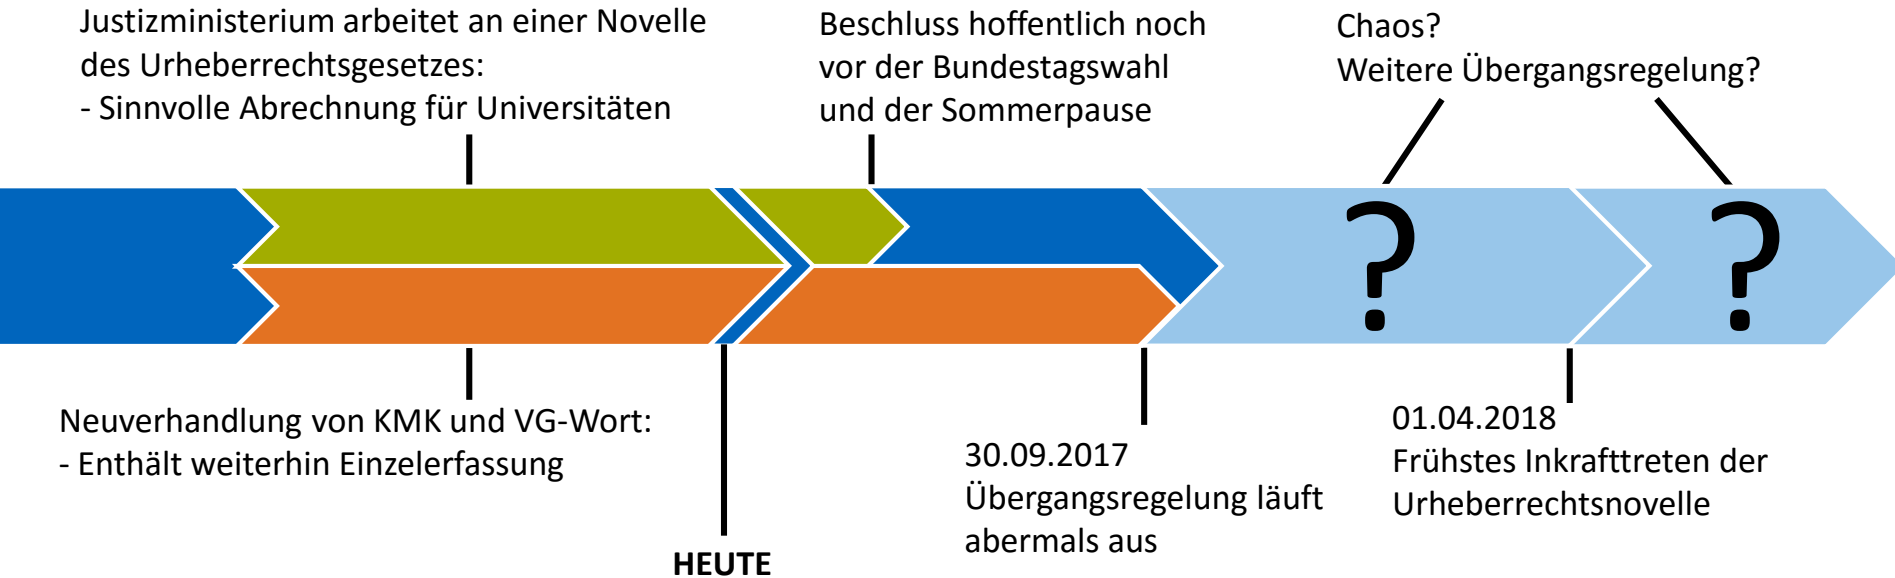 Justizministerium arbeitet an einer Novelle
des Urheberrechtsgesetzes:
- Sinnvolle Abrechnung für Universitäten
Beschluss hoffentlich noch
vor der Bundestagswahl
und der Sommerpause
Chaos?
Weitere Übergangsregelung?
?
?
Neuverhandlung von KMK und VG-Wort:
- Enthält weiterhin Einzelerfassung
HEUTE
30.09.2017
Übergangsregelung läuft
abermals aus
01.04.2018
Frühstes Inkrafttreten der
Urheberrechtsnovelle